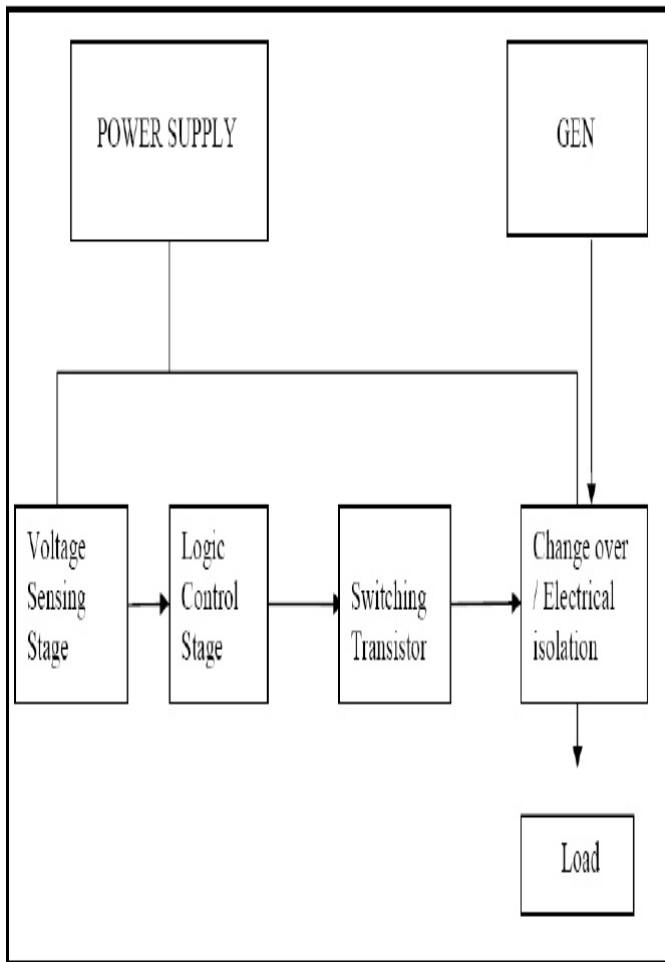 POWER SUPPLY
GEN
Voltage
Sensing
Stage
Logic
Control
Stage
Switching
Transistor
Change over
/ Electrical
isolation
Load